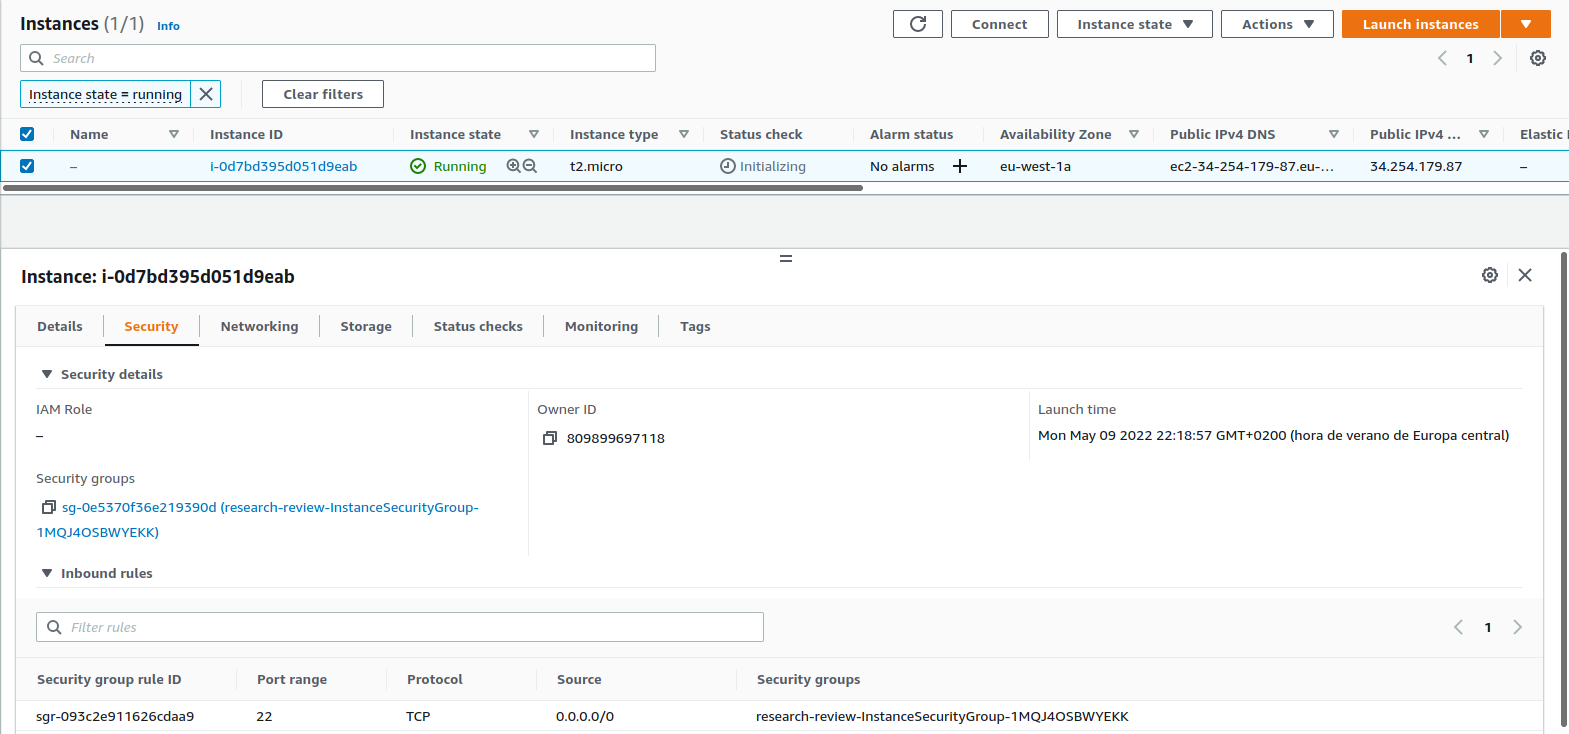 Instances (1/1) Info
Connect Instance state Actions Launch instances
Search
1
Instance state = running Clear filters
Name Instance ID Instance state Instance type Status check Alarm status Availability Zone Public IPv4 DNS Public IPv4 ... Elastic
– i-0d7bd395d051d9eab Running t2.micro Initializing No alarms + eu-west-1a ec2-34-254-179-87.eu-... 34.254.179.87 –
Instance: i-0d7bd395d051d9eab
Details Security Networking Storage Status checks Monitoring Tags
Security details
IAM Role Owner ID Launch time
– 809899697118 Mon May 09 2022 22:18:57 GMT+0200 (hora de verano de Europa central)
Security groups
sg-0e5370f36e219390d (research-review-InstanceSecurityGroup-
1MQJ4OSBWYEKK)
Inbound rules
Filter rules
1
Security group rule ID Port range Protocol Source Security groups
sgr-093c2e911626cdaa9 22 TCP 0.0.0.0/0 research-review-InstanceSecurityGroup-1MQJ4OSBWYEKK